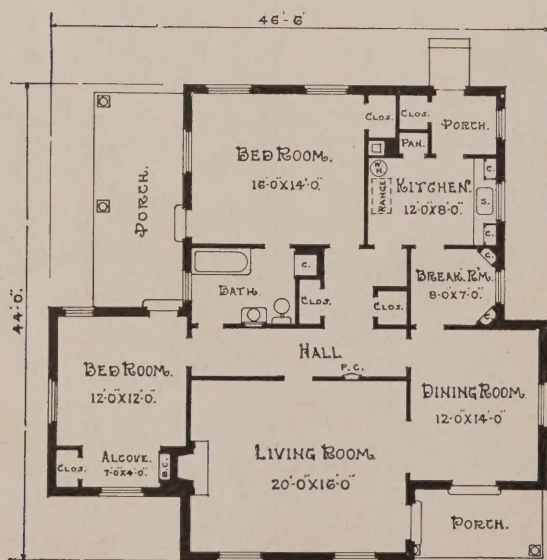 46'-6"
44'-0"
CLOS.
CLOS.
PORCH.
PAN.
BED ROOM.
16'-0"X14'-0"
W.H.
RANGE
KITCHEN.
12'-0"X8'-0"
C.
S.
C.
PORCH.
BATH.
C.
CLOS.
CLOS.
BREAK. R'M.
8'-0"X7'-0"
C.
C.
HALL
P.C.
BED ROOM.
12'-0"X12'-0"
ALCOVE.
7'-0"X4'-0"
CLOS.
B.C.
LIVING ROOM.
20'-0"X16'-0"
DINING ROOM.
12'-0"X14'-0"
PORCH.